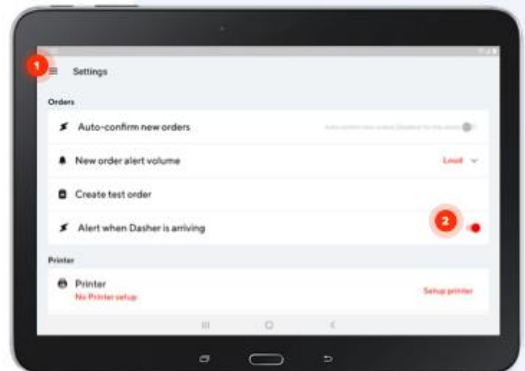 1
Settings
Orders
Auto-confirm new orders
New order alert volume
Loud
Create test order
Alert when Dasher is arriving
2
Printer
Printer
No Printer setup
Setup printer